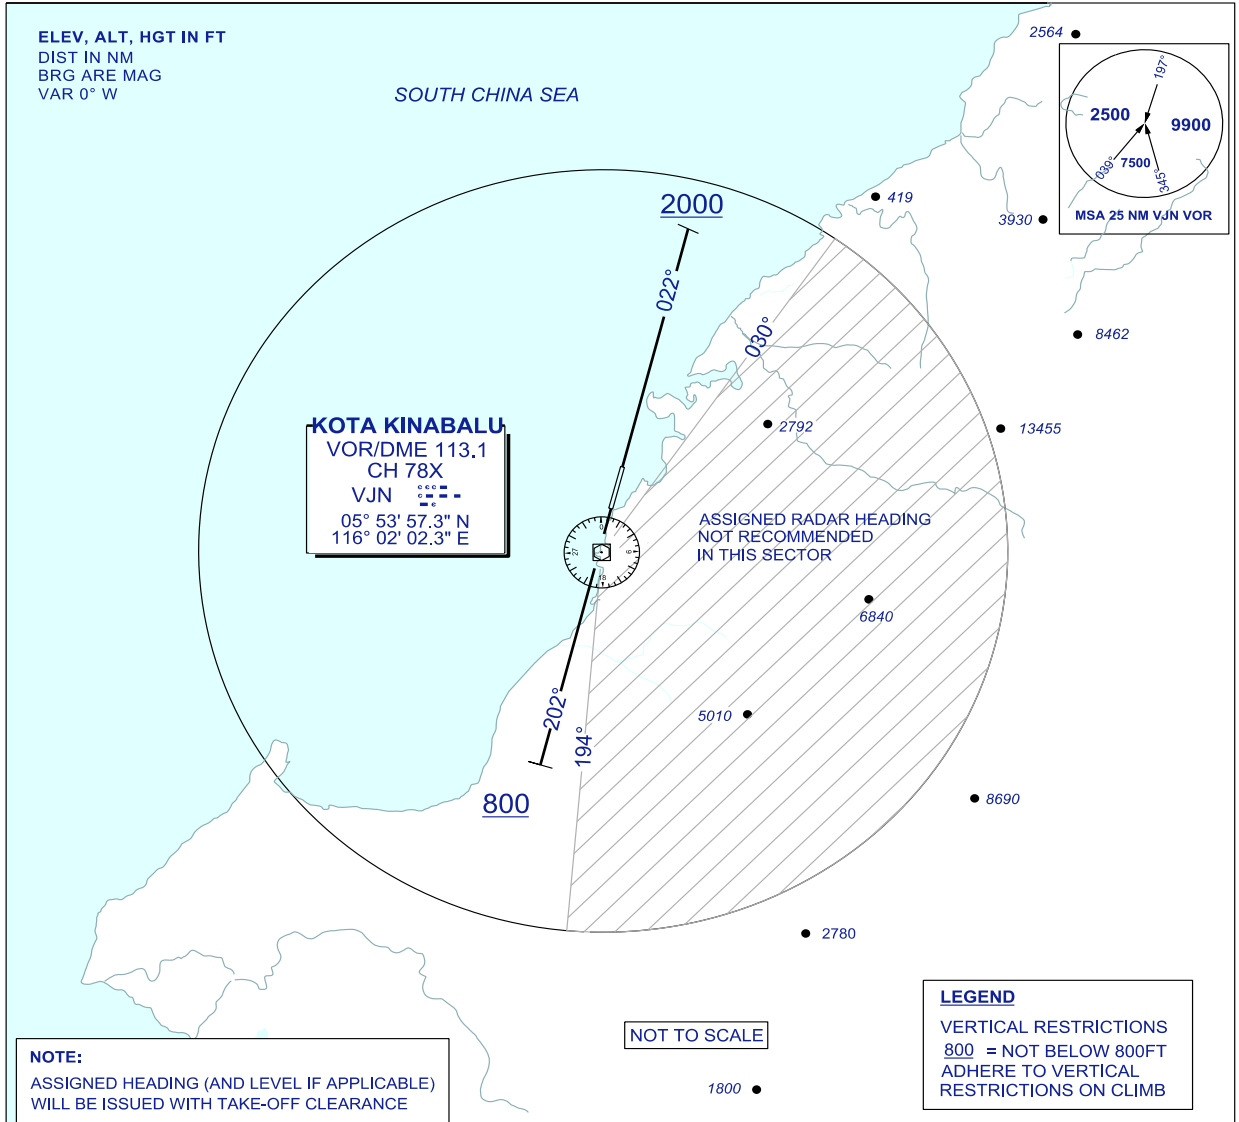 ELEV, ALT, HGT IN FT
DIST IN NM
BRG ARE MAG
VAR 0° W
SOUTH CHINA SEA
2564
197°
2500
9900
039°
7500
345°
MSA 25 NM VJN VOR
419
3930
2000
022°
030°
8462
KOTA KINABALU
VOR/DME 113.1
CH 78X
VJN
05° 53' 57.3" N
116° 02' 02.3" E
2792
13455
ASSIGNED RADAR HEADING
NOT RECOMMENDED
IN THIS SECTOR
0
27
9
18
6840
202°
194°
5010
800
8690
2780
NOT TO SCALE
1800
LEGEND
VERTICAL RESTRICTIONS
800 = NOT BELOW 800FT
ADHERE TO VERTICAL
RESTRICTIONS ON CLIMB
NOTE:
ASSIGNED HEADING (AND LEVEL IF APPLICABLE)
WILL BE ISSUED WITH TAKE-OFF CLEARANCE